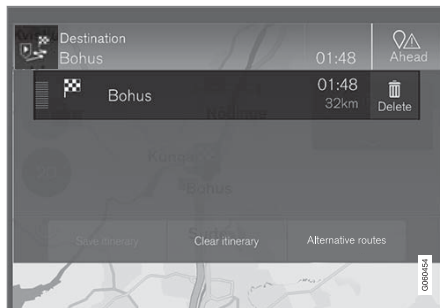 Destination
Bohus
01:48
Ahead
Bohus
01:48
32km
Delete
Bohus
Save itinerary
Clear itinerary
Alternative routes
G060454